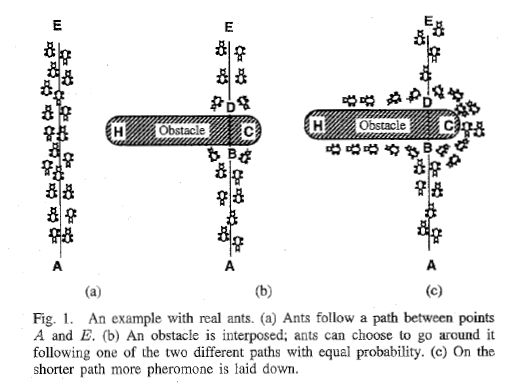 E
E
E
D
D
H
Obstacle
C
H
Obstacle
C
B
B
A
A
A
(a)
(b)
(c)
Fig. 1. An example with real ants. (a) Ants follow a path between points
A and E. (b) An obstacle is interposed; ants can choose to go around it
following one of the two different paths with equal probability. (c) On the
shorter path more pheromone is laid down.